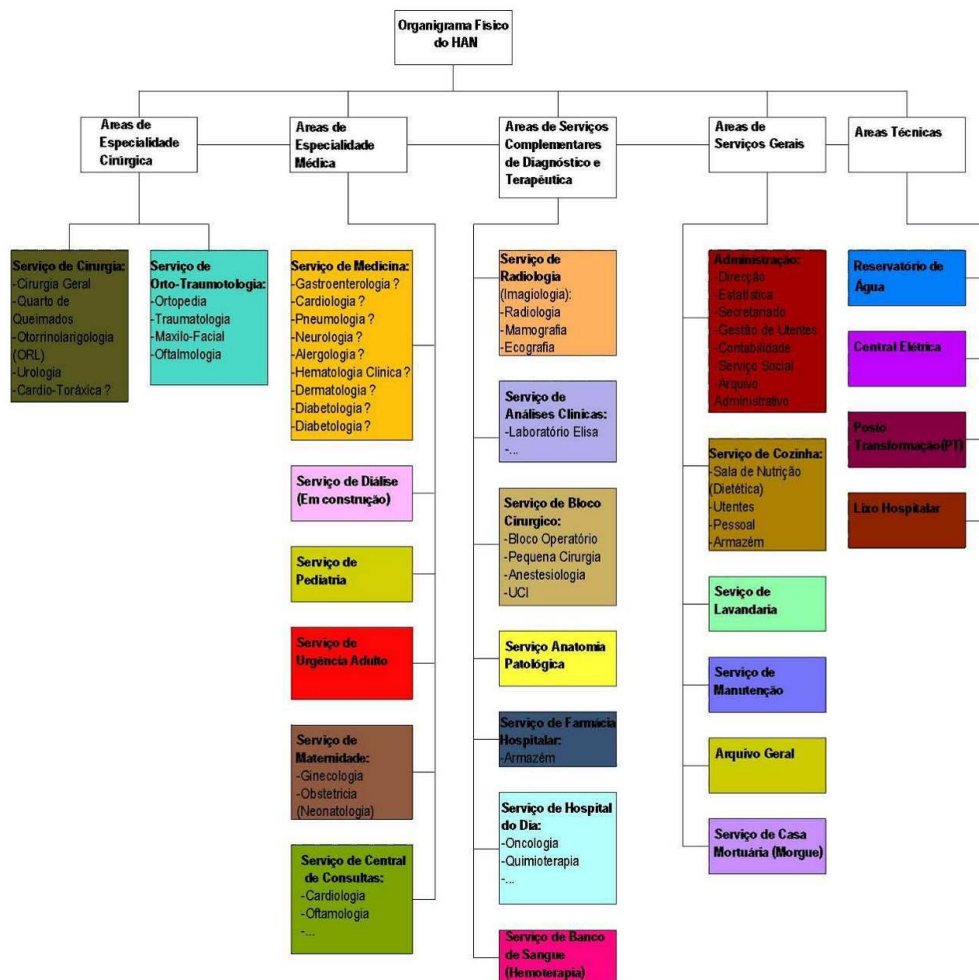 Organigrama Físico
do HAN
Areas de
Especialidade
Cirúrgica
Areas de
Especialidade
Médica
Areas de Serviços
Complementares
de Diagnóstico e
Terapêutica
Areas de
Serviços Gerais
Areas Técnicas
Serviço de Cirurgia:
-Cirurgia Geral
-Quarto de
Queimados
-Otorrinolarigologia
(ORL)
-Urologia
-Cardio-Toráxica ?
Serviço de
Orto-Traumotologia:
-Ortopedia
-Traumatologia
-Maxilo-Facial
-Oftalmologia
Serviço de Medicina:
-Gastroenterologia ?
-Cardiologia ?
-Pneumologia ?
-Neurologia ?
-Alergologia ?
-Hematologia Clinica ?
-Dermatologia ?
-Diabetologia ?
-Diabetologia ?
Serviço de Diálise
(Em construção)
Serviço de
Pediatria
Serviço de
Urgência Adulto
Serviço de
Maternidade:
-Ginecologia
-Obstetricia
(Neonatologia)
Serviço de Central
de Consultas:
-Cardiologia
-Oftamologia
-...
Serviço de
Radiologia
(Imagiologia):
-Radiologia
-Mamografia
-Ecografia
Serviço de
Análises Clinicas:
-Laboratório Elisa
-...
Serviço de Bloco
Cirurgico:
-Bloco Operatório
-Pequena Cirurgia
-Anestesiologia
-UCI
Serviço Anatomia
Patológica
Serviço de Farmácia
Hospitalar:
-Armazém
Serviço de Hospital
do Dia:
-Oncologia
-Quimioterapia
-...
Serviço de Banco
de Sangue
(Hemoterapia)
Administração:
-Direcção
-Estatística
-Secretariado
-Gestão de Utentes
-Contabilidade
-Serviço Social
-Arquivo
Administrativo
Serviço de Cozinha:
-Sala de Nutrição
(Dietética)
-Utentes
-Pessoal
-Armazém
Seviço de
Lavandaria
Serviço de
Manutenção
Arquivo Geral
Serviço de Casa
Mortuária (Morgue)
Reservatório de
Água
Central Elétrica
Posto
Transformação(PT)
Lixo Hospitalar